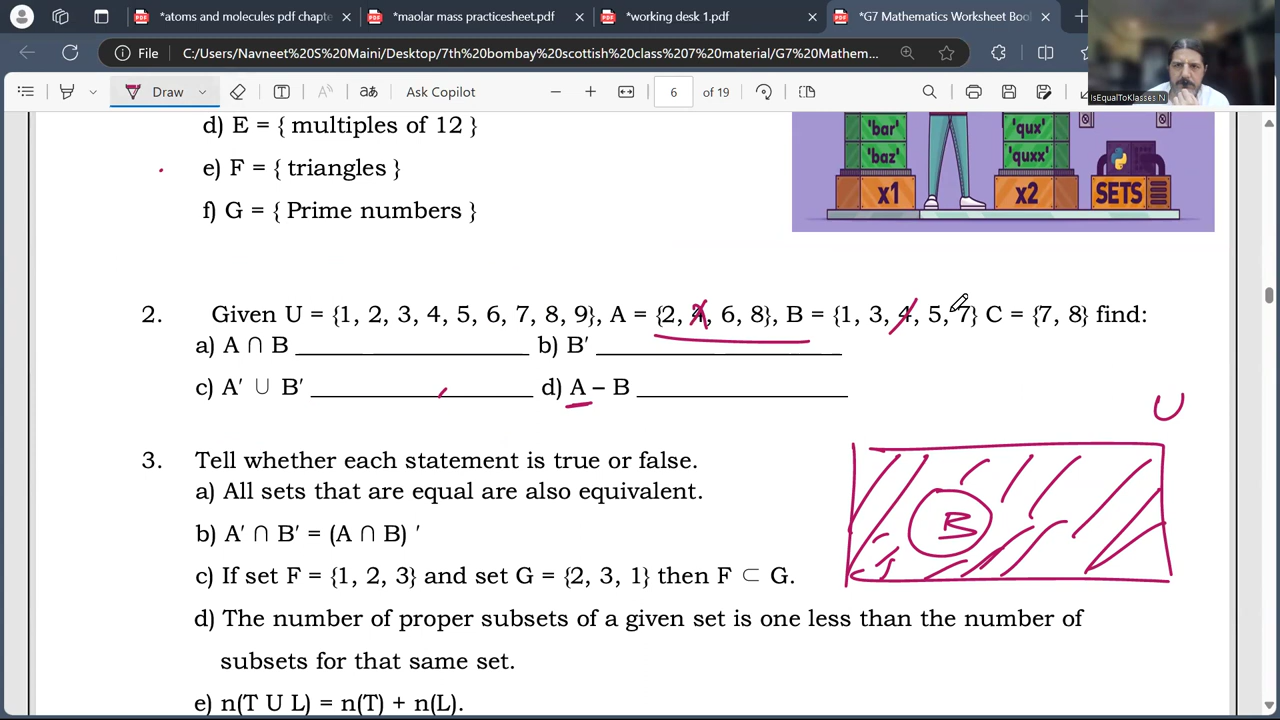 *atoms and molecules pdf chapte
*maolar mass practicesheet.pdf
*working desk 1.pdf
*G7 Mathematics Worksheet Boo
File
C:/Users/Navneet%20S%20Maini/Desktop/7th%20bombay%20scottish%20class%207%20material/G7%20Mathem...
Draw
Ask Copilot
6 of 19
IsEqualToKlasses N
d) E = { multiples of 12 }
e) F = { triangles }
f) G = { Prime numbers }
'bar' 'qux'
'baz' 'quxx'
x1 x2 SETS
2. Given U = {1, 2, 3, 4, 5, 6, 7, 8, 9}, A = {2, 4, 6, 8}, B = {1, 3, 4, 5, 7} C = {7, 8} find:
a) A ∩ B ____________________ b) B′ ____________________
c) A′ ∪ B′ ____________________ d) A – B ____________________
U
3. Tell whether each statement is true or false.
a) All sets that are equal are also equivalent.
B
b) A′ ∩ B′ = (A ∩ B) ′
c) If set F = {1, 2, 3} and set G = {2, 3, 1} then F ⊂ G.
d) The number of proper subsets of a given set is one less than the number of
subsets for that same set.
e) n(T U L) = n(T) + n(L).